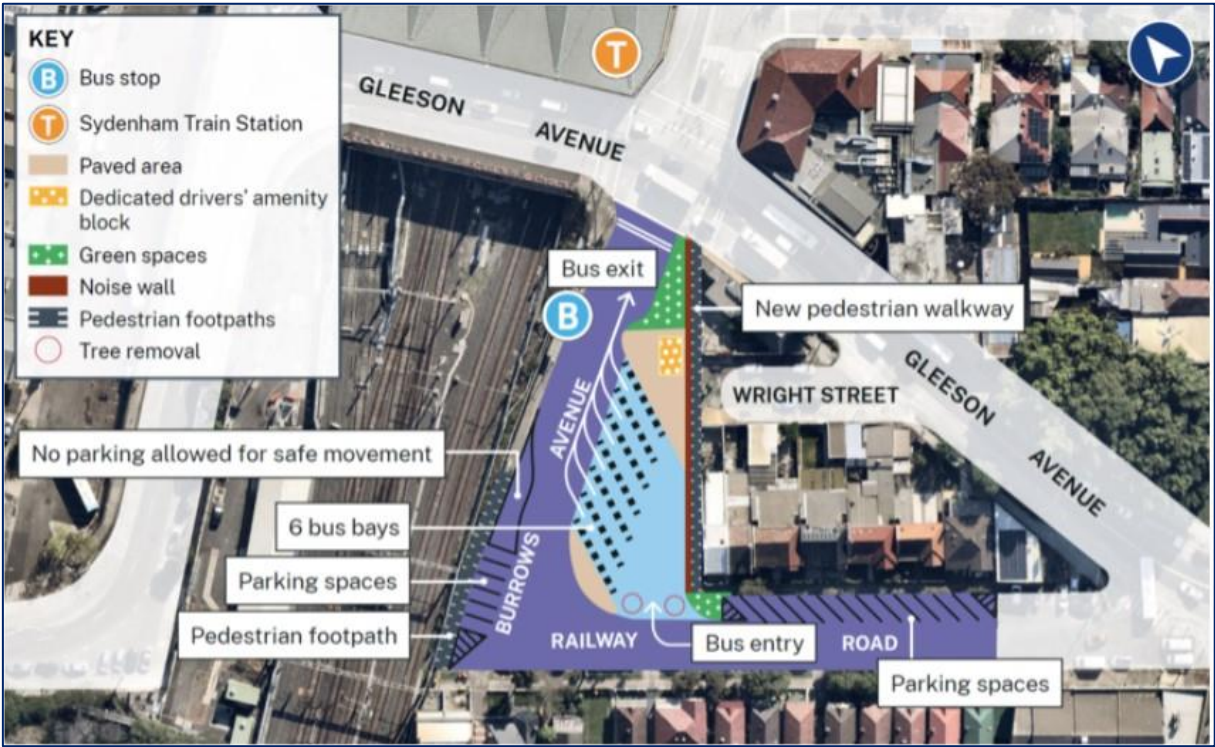 KEY
B Bus stop
T Sydenham Train Station
Paved area
Dedicated drivers' amenity
block
Green spaces
Noise wall
Pedestrian footpaths
Tree removal
T
GLEESON
AVENUE
Bus exit
B
New pedestrian walkway
WRIGHT STREET
GLEESON
AVENUE
AVENUE
No parking allowed for safe movement
6 bus bays
Parking spaces
BURROWS
Pedestrian footpath
RAILWAY
Bus entry
ROAD
Parking spaces